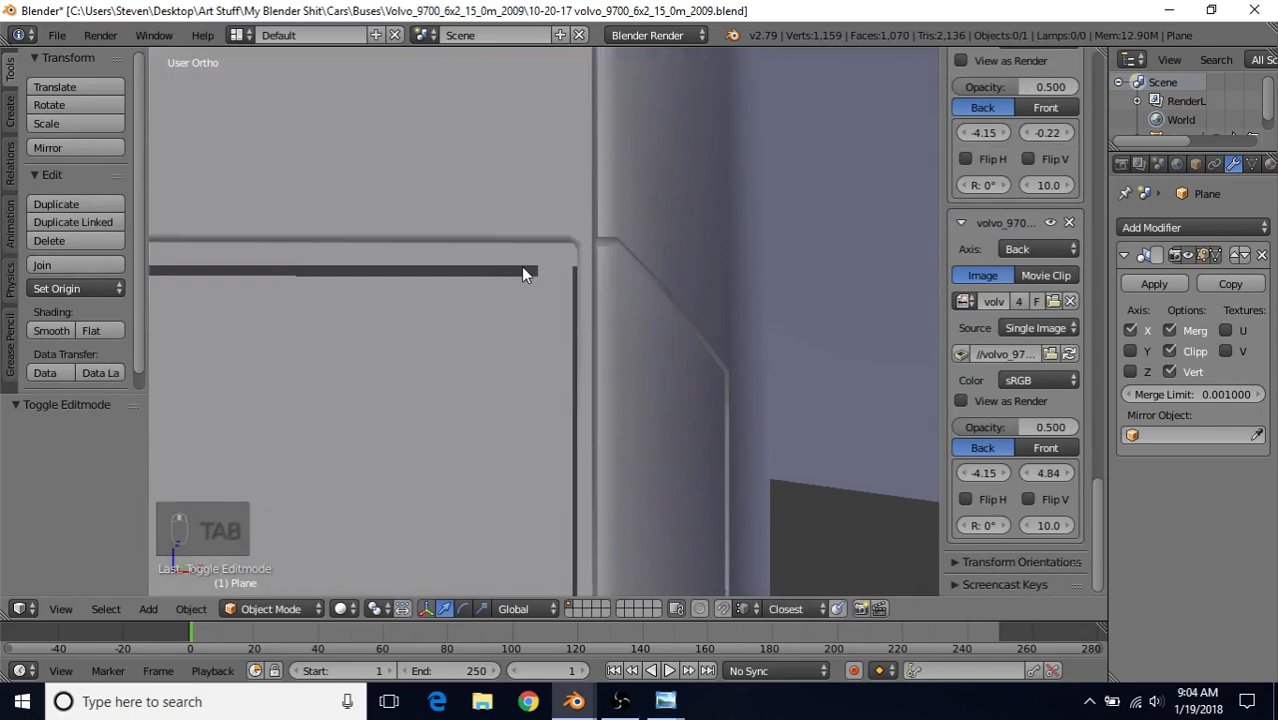 Blender* [C:\Users\Steven\Desktop\Art Stuff\My Blender Shit\Cars\Buses\Volvo_9700_6x2_15_0m_2009\10-20-17 volvo_9700_6x2_15_0m_2009.blend]
File Render Window Help Default Scene Blender Render v2.79 | Verts:1,159 | Faces:1,070 | Tris:2,136 | Objects:0/1 | Lamps:0/0 | Mem:12.90M | Plane
Tools
Create
Relations
Animation
Physics
Grease Pencil
Transform
Translate
Rotate
Scale
Mirror
Edit
Duplicate
Duplicate Linked
Delete
Join
Set Origin
Shading:
Smooth Flat
Data Transfer:
Data Data La
Toggle Editmode
User Ortho
TAB
Last: Toggle Editmode
(1) Plane
z
View as Render
Opacity: 0.500
Back Front
-4.15 -0.22
Flip H Flip V
R: 0° 10.0
volvo_970...
Axis: Back
Image Movie Clip
volv 4 F
Source Single Image
//volvo_97...
Color sRGB
View as Render
Opacity: 0.500
Back Front
-4.15 4.84
Flip H Flip V
R: 0° 10.0
Transform Orientations
Screencast Keys
View Search All Sc
Scene
RenderL
World
Plane
Add Modifier
Apply Copy
Axis: Options: Textures:
X Merg U
Y Clipp V
Z Vert
Merge Limit: 0.001000
Mirror Object:
View Select Add Object Object Mode Global Closest
-40 -20 0 20 40 60 80 100 120 140 160 180 200 220 240 260 280
View Marker Frame Playback Start: 1 End: 250 1 No Sync
Type here to search
9:04 AM
1/19/2018